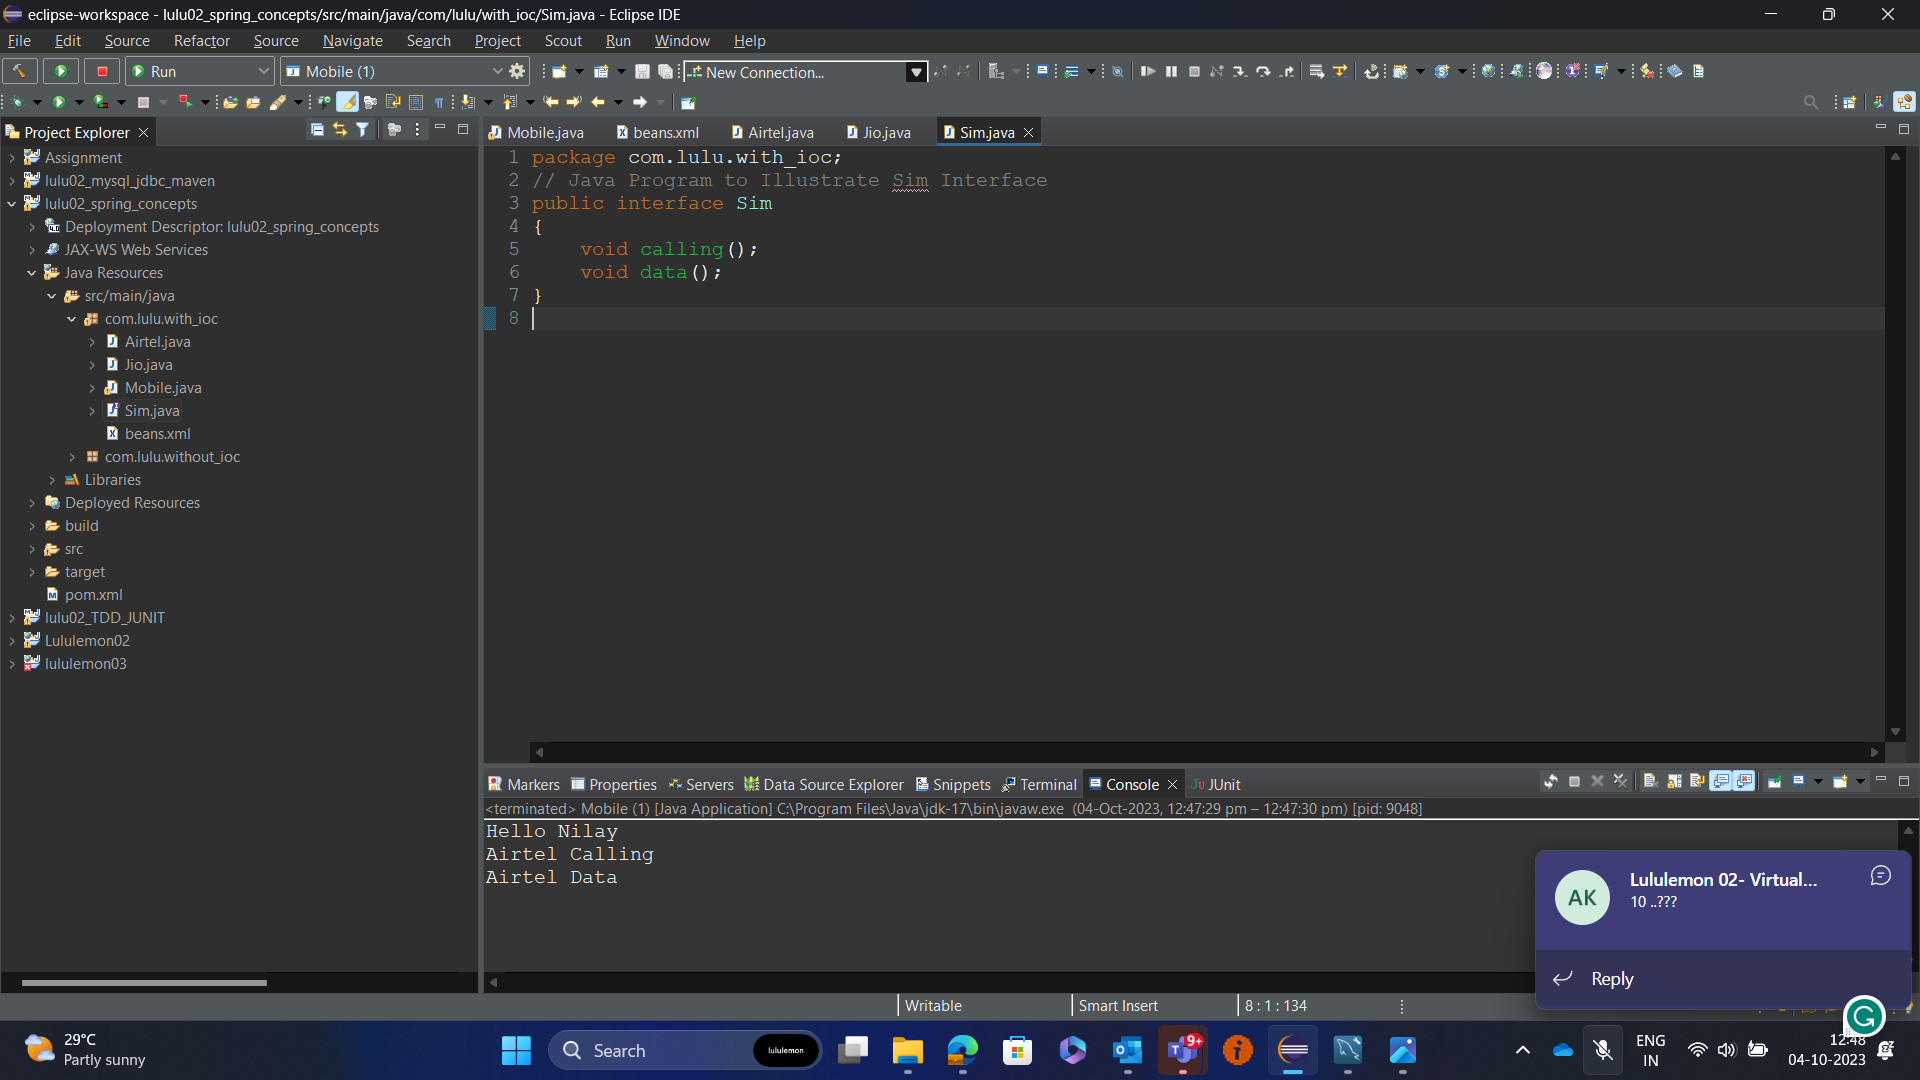 eclipse-workspace - lulu02_spring_concepts/src/main/java/com/lulu/with_ioc/Sim.java - Eclipse IDE
File Edit Source Refactor Source Navigate Search Project Scout Run Window Help
Run Mobile (1) New Connection...
Project Explorer
Assignment
lulu02_mysql_jdbc_maven
lulu02_spring_concepts
Deployment Descriptor: lulu02_spring_concepts
JAX-WS Web Services
Java Resources
src/main/java
com.lulu.with_ioc
Airtel.java
Jio.java
Mobile.java
Sim.java
beans.xml
com.lulu.without_ioc
Libraries
Deployed Resources
build
src
target
pom.xml
lulu02_TDD_JUNIT
Lululemon02
lululemon03
Mobile.java beans.xml Airtel.java Jio.java Sim.java
1 package com.lulu.with_ioc;
2 // Java Program to Illustrate Sim Interface
3 public interface Sim
4 {
5 void calling();
6 void data();
7 }
8
Markers Properties Servers Data Source Explorer Snippets Terminal Console JUnit
<terminated> Mobile (1) [Java Application] C:\Program Files\Java\jdk-17\bin\javaw.exe (04-Oct-2023, 12:47:29 pm – 12:47:30 pm) [pid: 9048]
Hello Nilay
Airtel Calling
Airtel Data
AK
Lululemon 02- Virtual...
10 ..???
Reply
Writable Smart Insert 8 : 1 : 134
29°C
Partly sunny
Search lululemon
9+
ENG
IN
12:48
04-10-2023